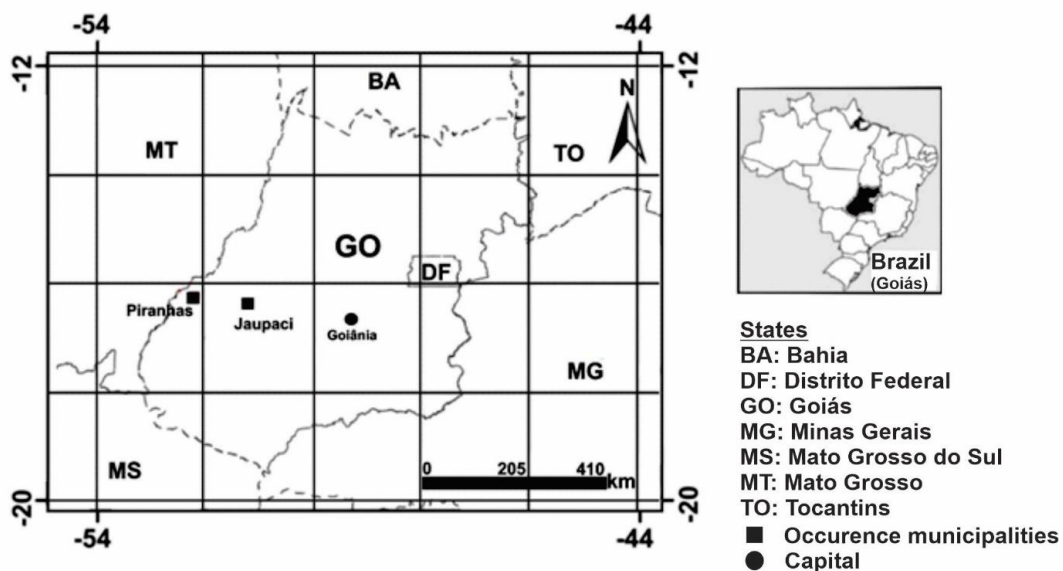 -54
-44
-12
BA
-12
N
MT
TO
GO
DF
Piranhas
Jaupaci
Goiânia
MG
MS
0 205 410
km
-20
-20
-54
-44
Brazil
(Goiás)
States
BA: Bahia
DF: Distrito Federal
GO: Goiás
MG: Minas Gerais
MS: Mato Grosso do Sul
MT: Mato Grosso
TO: Tocantins
Occurence municipalities
Capital